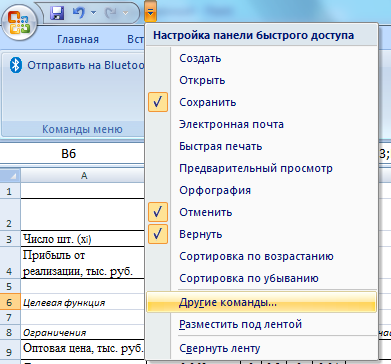 Главная
Настройка панели быстрого доступа
Создать
Открыть
Сохранить
Электронная почта
Быстрая печать
Предварительный просмотр
Орфография
Отменить
Вернуть
Сортировка по возрастанию
Сортировка по убыванию
Другие команды...
Разместить под лентой
Свернуть ленту
Отправить на Bluetoo
Команды меню
B6
A
1
2
3 Число шт. (xj)
4 Прибыль от
реализации, тыс. руб.
5
6 Целевая функция
7
8 Ограничения
9 Оптовая цена, тыс. руб.